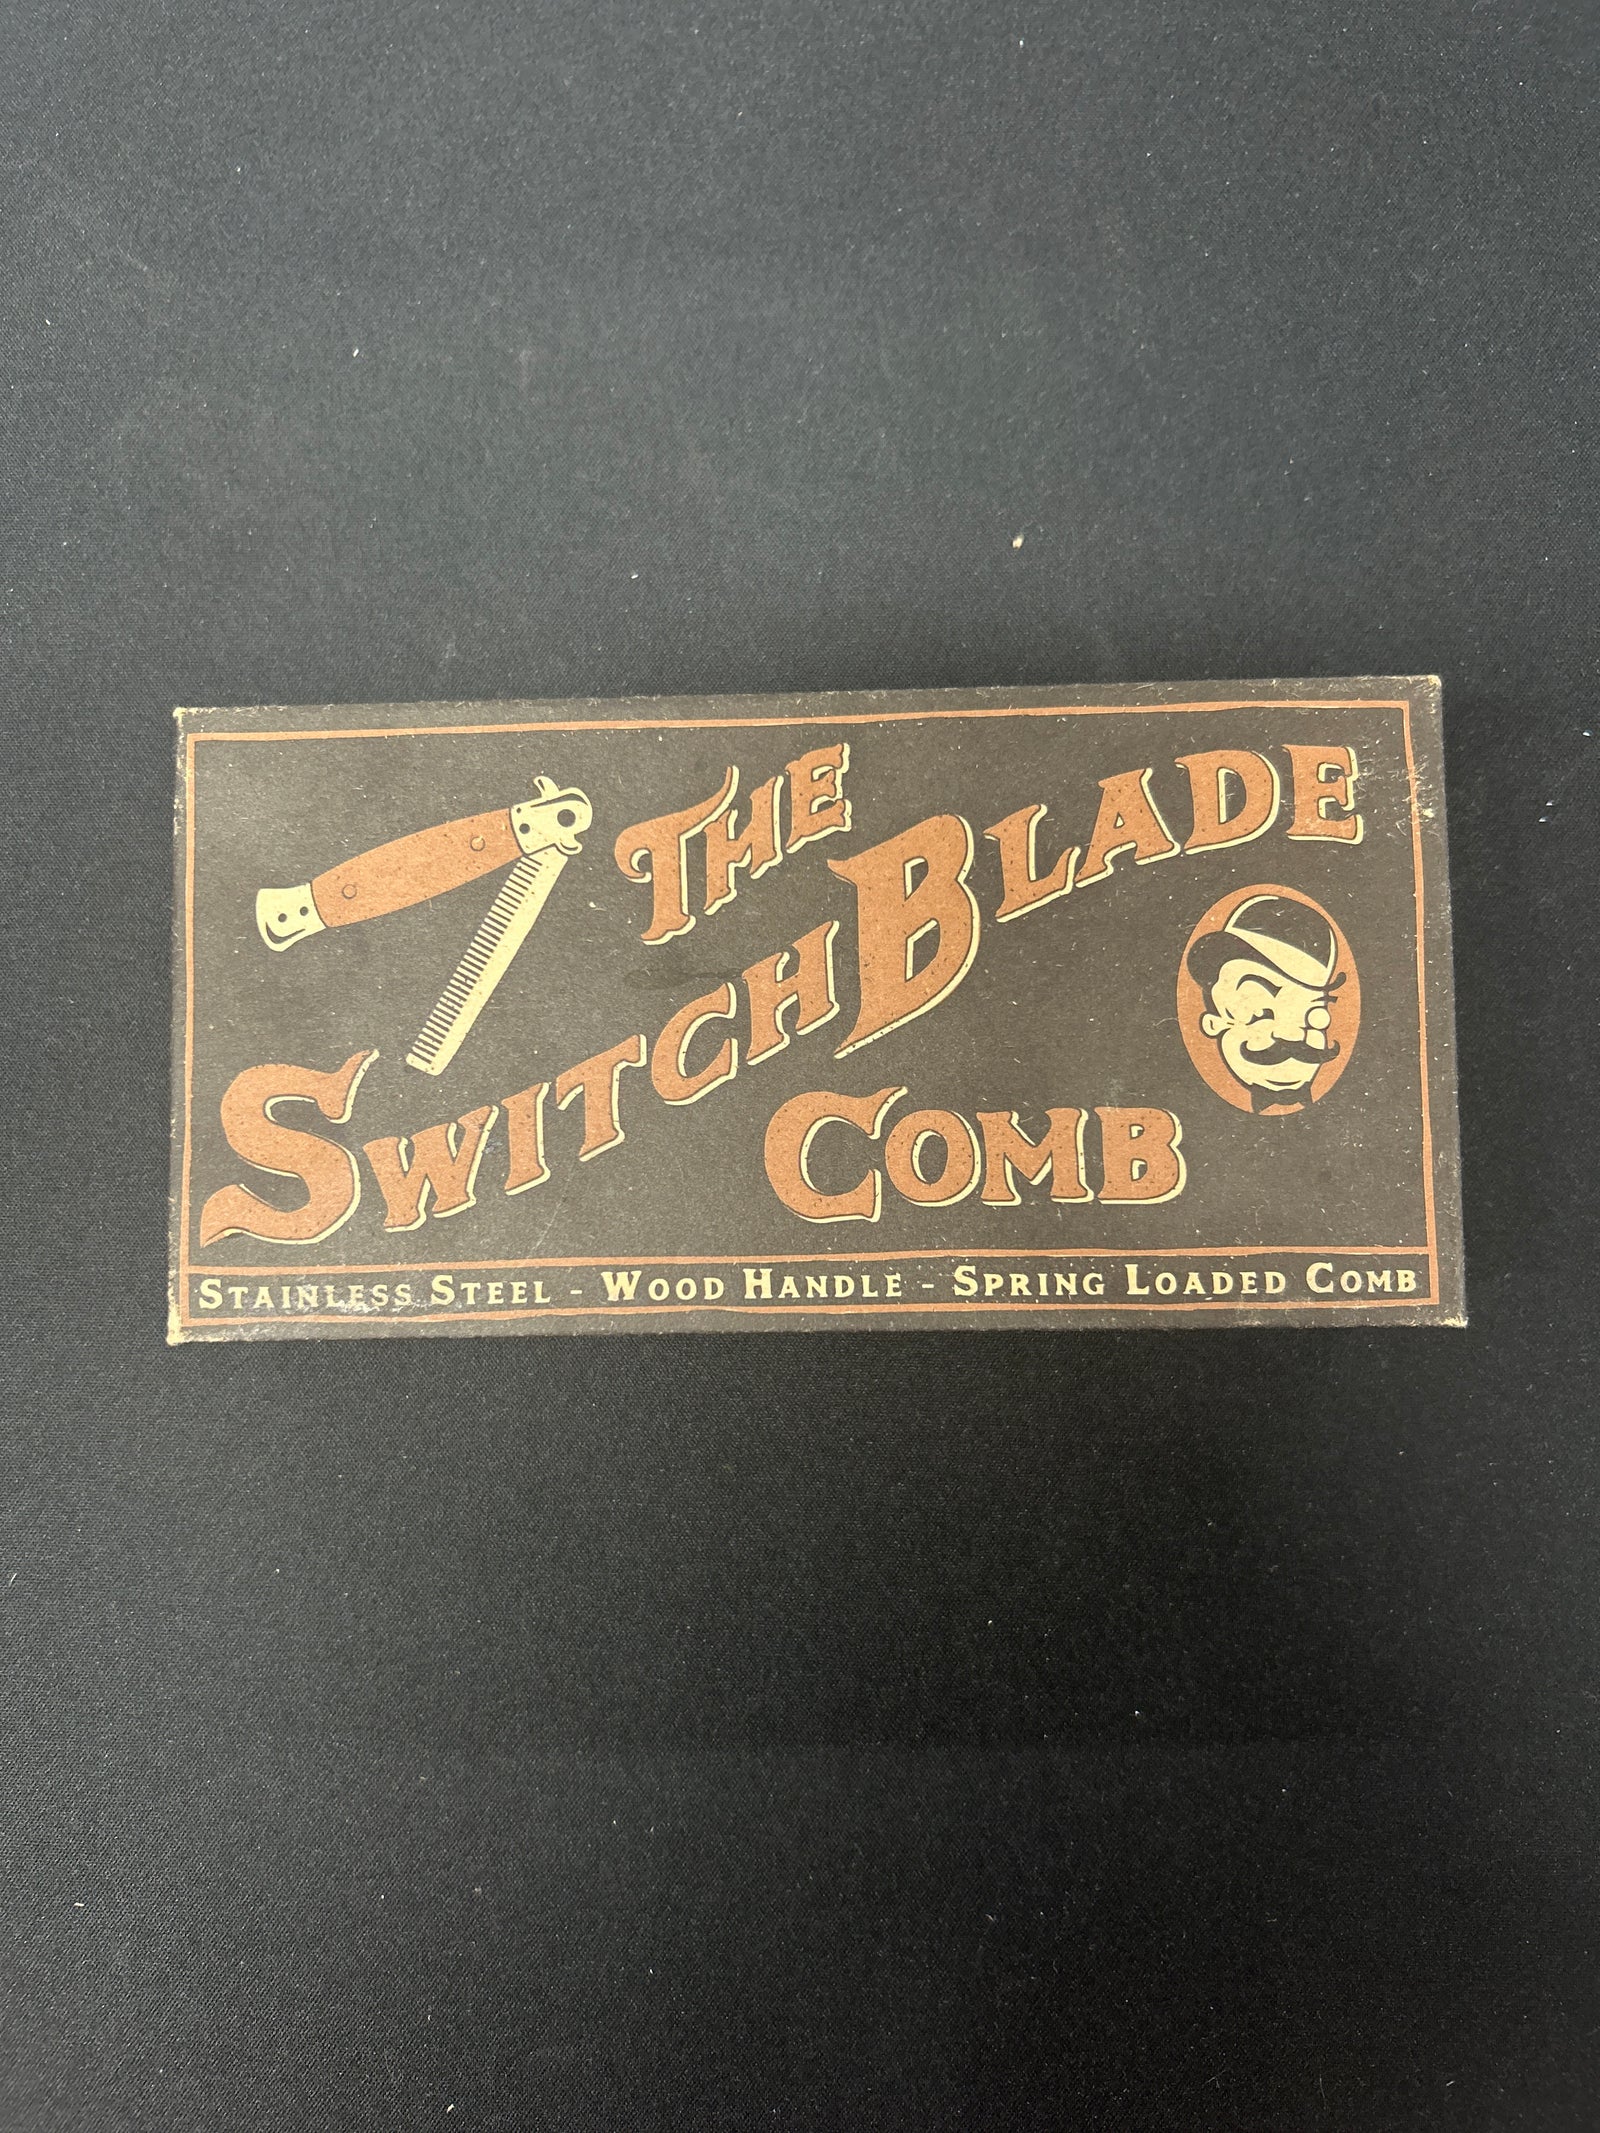 The
SwitchBlade
Comb
Stainless Steel - Wood Handle - Spring Loaded Comb